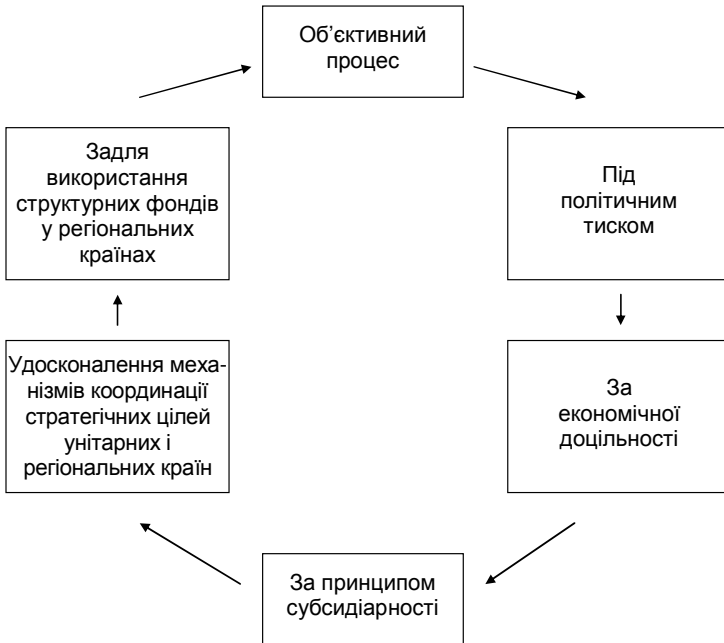 Об’єктивний
процес
Під
політичним
тиском
За
економічної
доцільності
За принципом
субсидіарності
Удосконалення меха-
нізмів координації
стратегічних цілей
унітарних і
регіональних країн
Задля
використання
структурних фондів
у регіональних
країнах